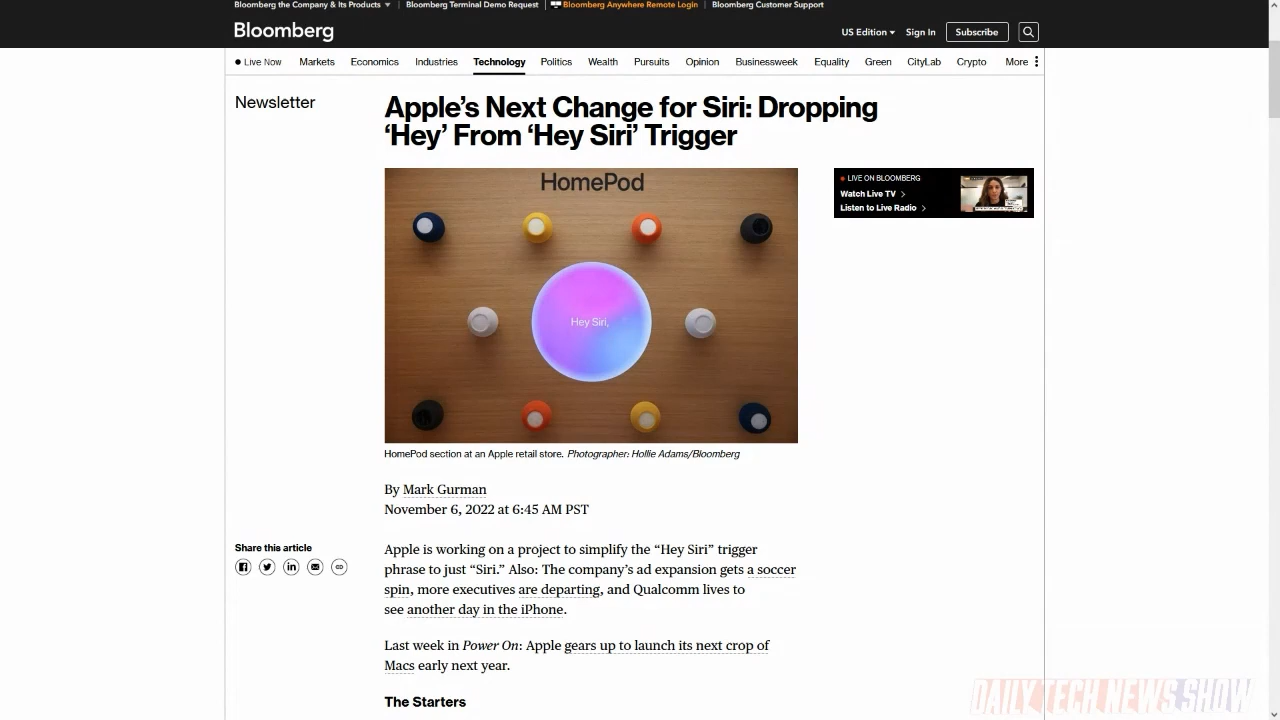 Bloomberg the Company & Its Products
Bloomberg Terminal Demo Request
Bloomberg Anywhere Remote Login
Bloomberg Customer Support
Bloomberg
US Edition
Sign In
Subscribe
Live Now
Markets
Economics
Industries
Technology
Politics
Wealth
Pursuits
Opinion
Businessweek
Equality
Green
CityLab
Crypto
More
Newsletter
Apple’s Next Change for Siri: Dropping
‘Hey’ From ‘Hey Siri’ Trigger
HomePod
Hey Siri,
LIVE ON BLOOMBERG
Watch Live TV
Listen to Live Radio
HomePod section at an Apple retail store. Photographer: Hollie Adams/Bloomberg
By Mark Gurman
November 6, 2022 at 6:45 AM PST
Share this article
Apple is working on a project to simplify the “Hey Siri” trigger
phrase to just “Siri.” Also: The company’s ad expansion gets a soccer
spin, more executives are departing, and Qualcomm lives to
see another day in the iPhone.
Last week in Power On: Apple gears up to launch its next crop of
Macs early next year.
The Starters
DAILY TECH NEWS SHOW